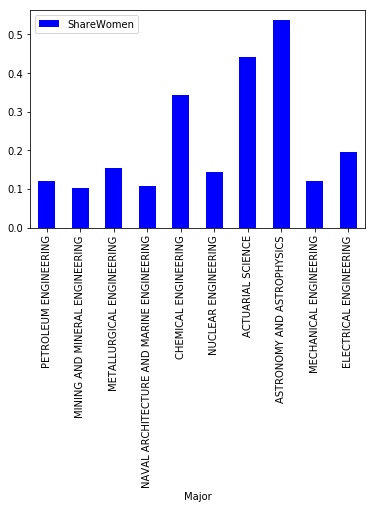 ShareWomen
0.5
0.4
0.3
0.2
0.1
0.0
PETROLEUM ENGINEERING
MINING AND MINERAL ENGINEERING
METALLURGICAL ENGINEERING
NAVAL ARCHITECTURE AND MARINE ENGINEERING
CHEMICAL ENGINEERING
NUCLEAR ENGINEERING
ACTUARIAL SCIENCE
ASTRONOMY AND ASTROPHYSICS
MECHANICAL ENGINEERING
ELECTRICAL ENGINEERING
Major